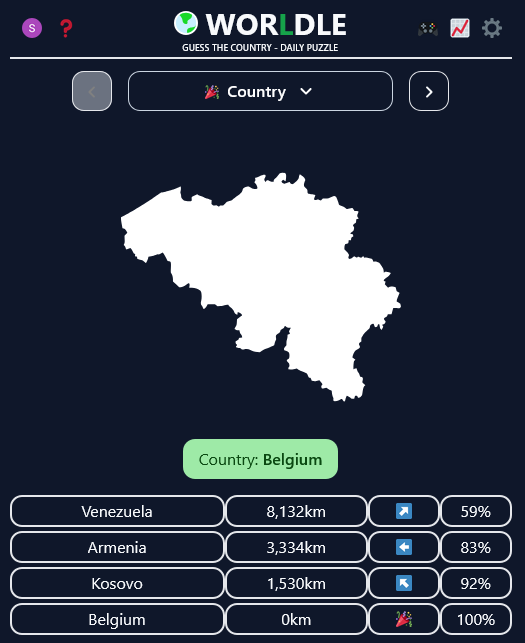 S
WORLDLE
GUESS THE COUNTRY - DAILY PUZZLE
Country
Country: Belgium
Venezuela 8,132km 59%
Armenia 3,334km 83%
Kosovo 1,530km 92%
Belgium 0km 100%